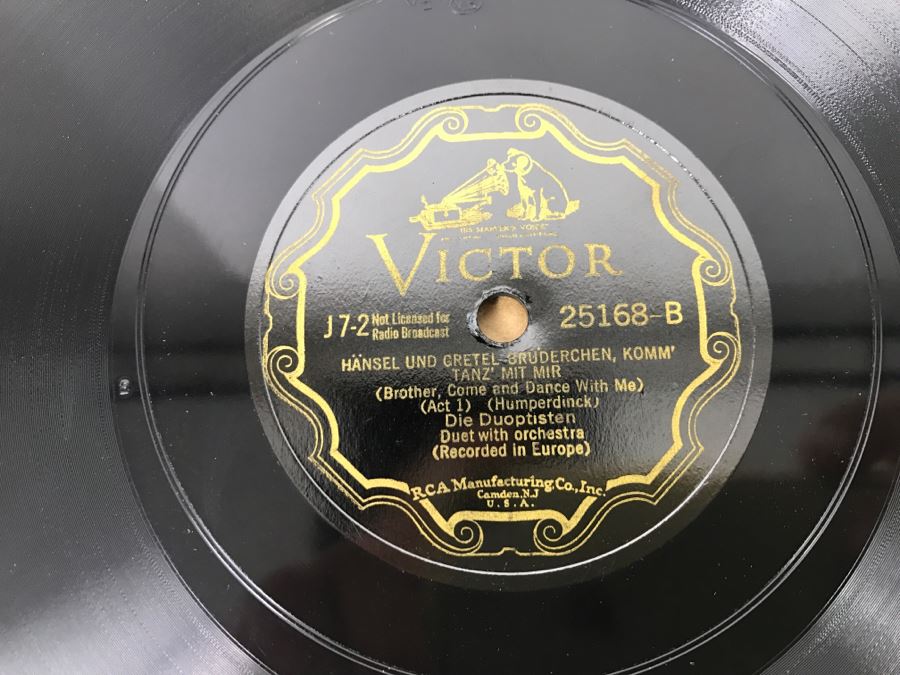 "HIS MASTER'S VOICE"
VICTOR
J 7-2 Not Licensed for
Radio Broadcast
25168-B
HÄNSEL UND GRETEL-BRÜDERCHEN, KOMM'
TANZ' MIT MIR
(Brother, Come and Dance With Me)
(Act 1) (Humperdinck)
Die Duoptisten
Duet with orchestra
(Recorded in Europe)
RCA Manufacturing Co., Inc.
Camden, N.J
U. S. A.